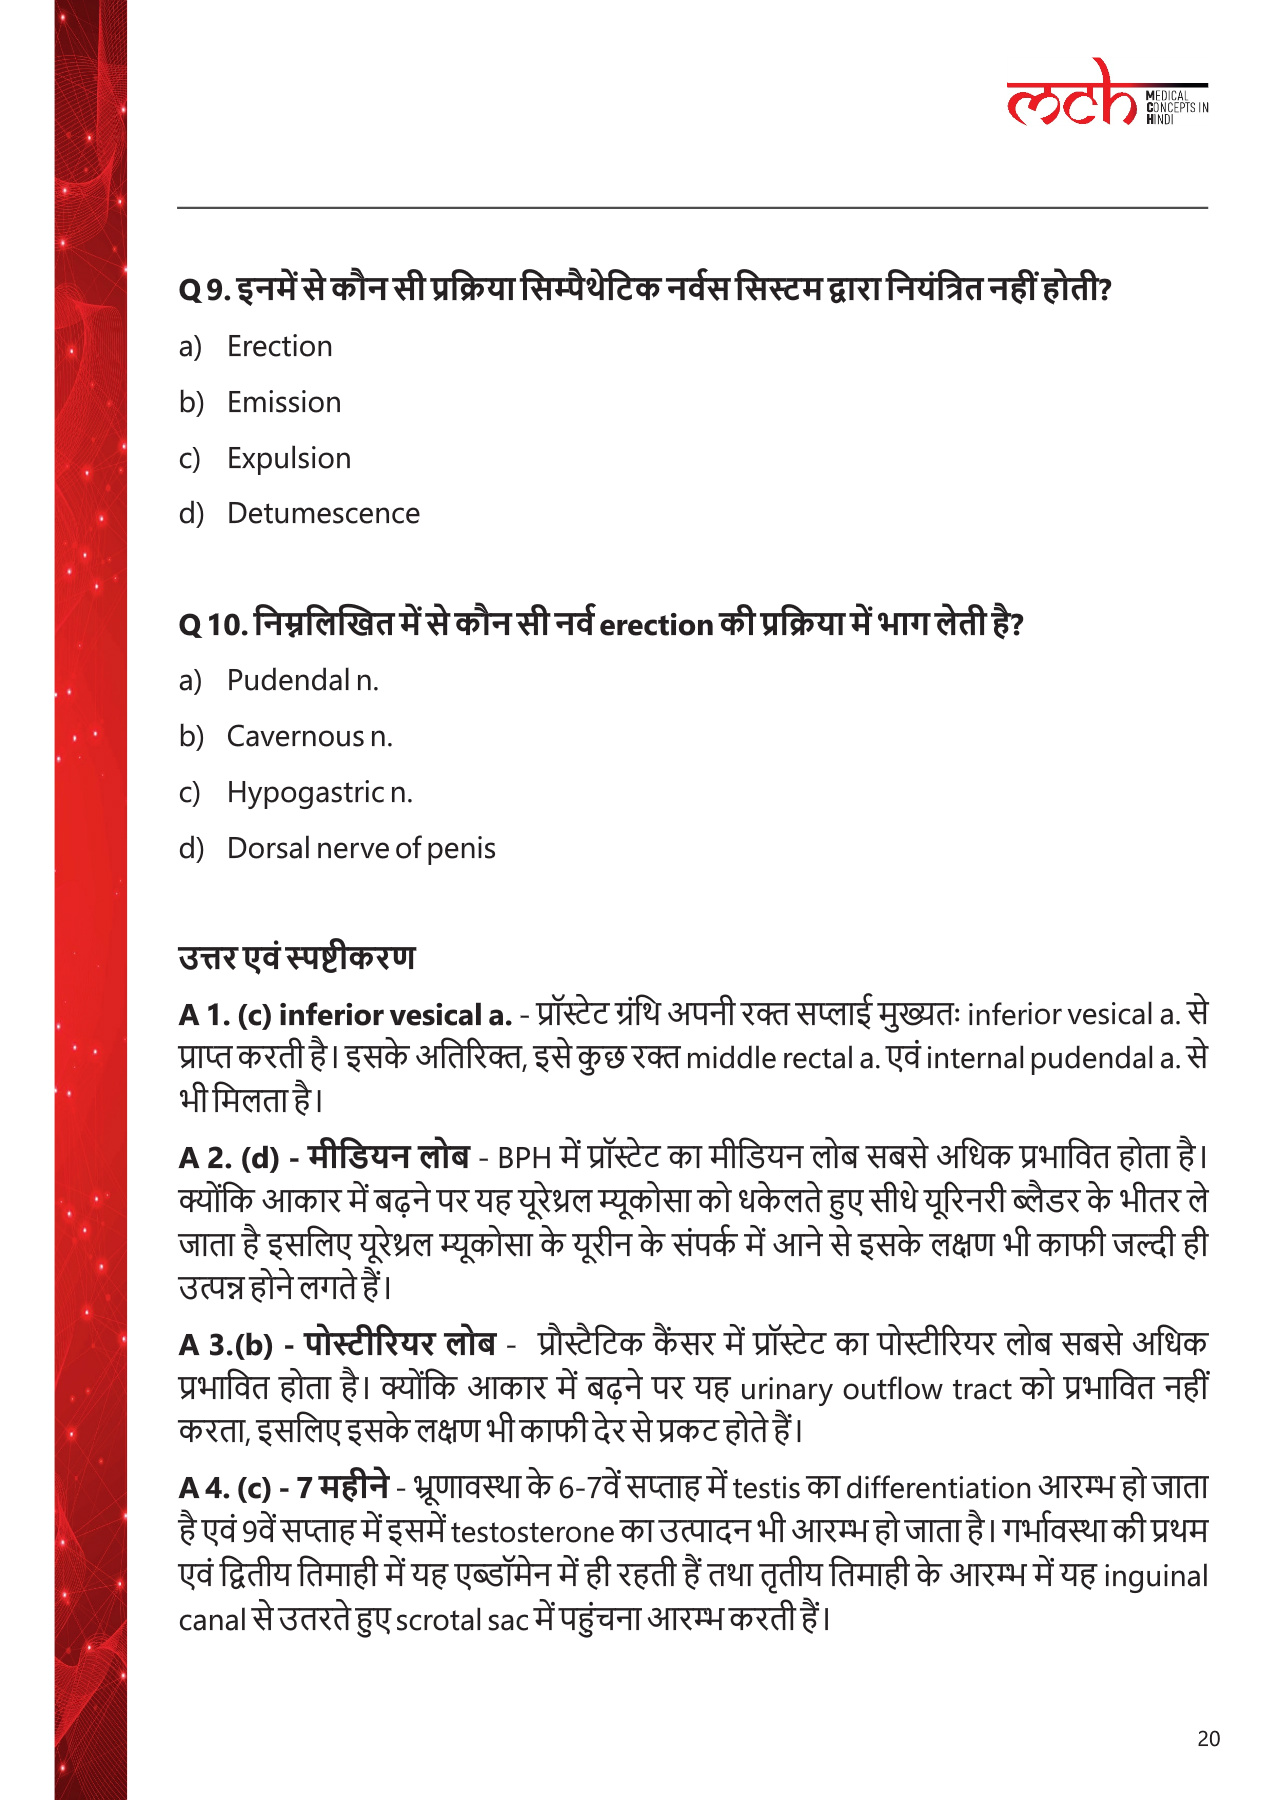 mch MEDICAL
CONCEPTS IN
HINDI
Q 9. इनमें से कौन सी प्रक्रिया सिम्पैथेटिक नर्वस सिस्टम द्वारा नियंत्रित नहीं होती?
a) Erection
b) Emission
c) Expulsion
d) Detumescence
Q 10. निम्नलिखित में से कौन सी नर्व erection की प्रक्रिया में भाग लेती है?
a) Pudendal n.
b) Cavernous n.
c) Hypogastric n.
d) Dorsal nerve of penis
उत्तर एवं स्पष्टीकरण
A 1. (c) inferior vesical a. - प्रॉस्टेट ग्रंथि अपनी रक्त सप्लाई मुख्यतः inferior vesical a. से
प्राप्त करती है। इसके अतिरिक्त, इसे कुछ रक्त middle rectal a. एवं internal pudendal a. से
भी मिलता है।
A 2. (d) - मीडियन लोब - BPH में प्रॉस्टेट का मीडियन लोब सबसे अधिक प्रभावित होता है।
क्योंकि आकार में बढ़ने पर यह यूरेथ्रल म्यूकोसा को धकेलते हुए सीधे यूरिनरी ब्लैडर के भीतर ले
जाता है इसलिए यूरेथ्रल म्यूकोसा के यूरीन के संपर्क में आने से इसके लक्षण भी काफी जल्दी ही
उत्पन्न होने लगते हैं।
A 3.(b) - पोस्टीरियर लोब - प्रौस्टैटिक कैंसर में प्रॉस्टेट का पोस्टीरियर लोब सबसे अधिक
प्रभावित होता है। क्योंकि आकार में बढ़ने पर यह urinary outflow tract को प्रभावित नहीं
करता, इसलिए इसके लक्षण भी काफी देर से प्रकट होते हैं।
A 4. (c) - 7 महीने - भ्रूणावस्था के 6-7वें सप्ताह में testis का differentiation आरम्भ हो जाता
है एवं 9वें सप्ताह में इसमें testosterone का उत्पादन भी आरम्भ हो जाता है। गर्भावस्था की प्रथम
एवं द्वितीय तिमाही में यह एब्डॉमेन में ही रहती हैं तथा तृतीय तिमाही के आरम्भ में यह inguinal
canal से उतरते हुए scrotal sac में पहुंचना आरम्भ करती हैं।
20